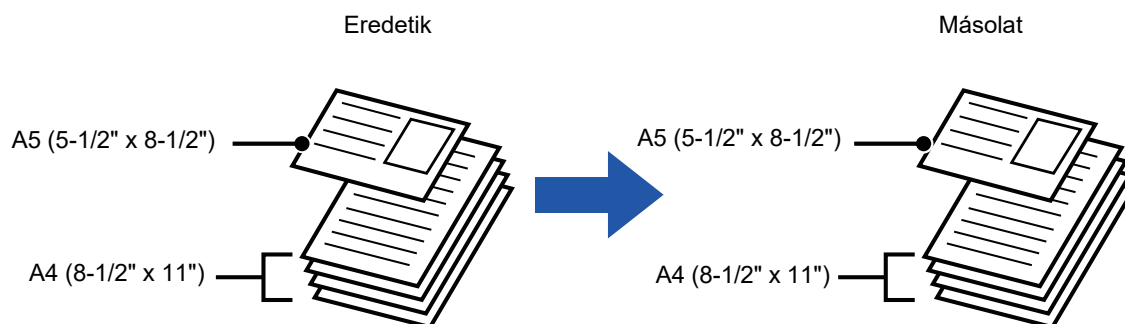 Eredetik
Másolat
A5 (5-1/2" x 8-1/2")
A5 (5-1/2" x 8-1/2")
A4 (8-1/2" x 11")
A4 (8-1/2" x 11")